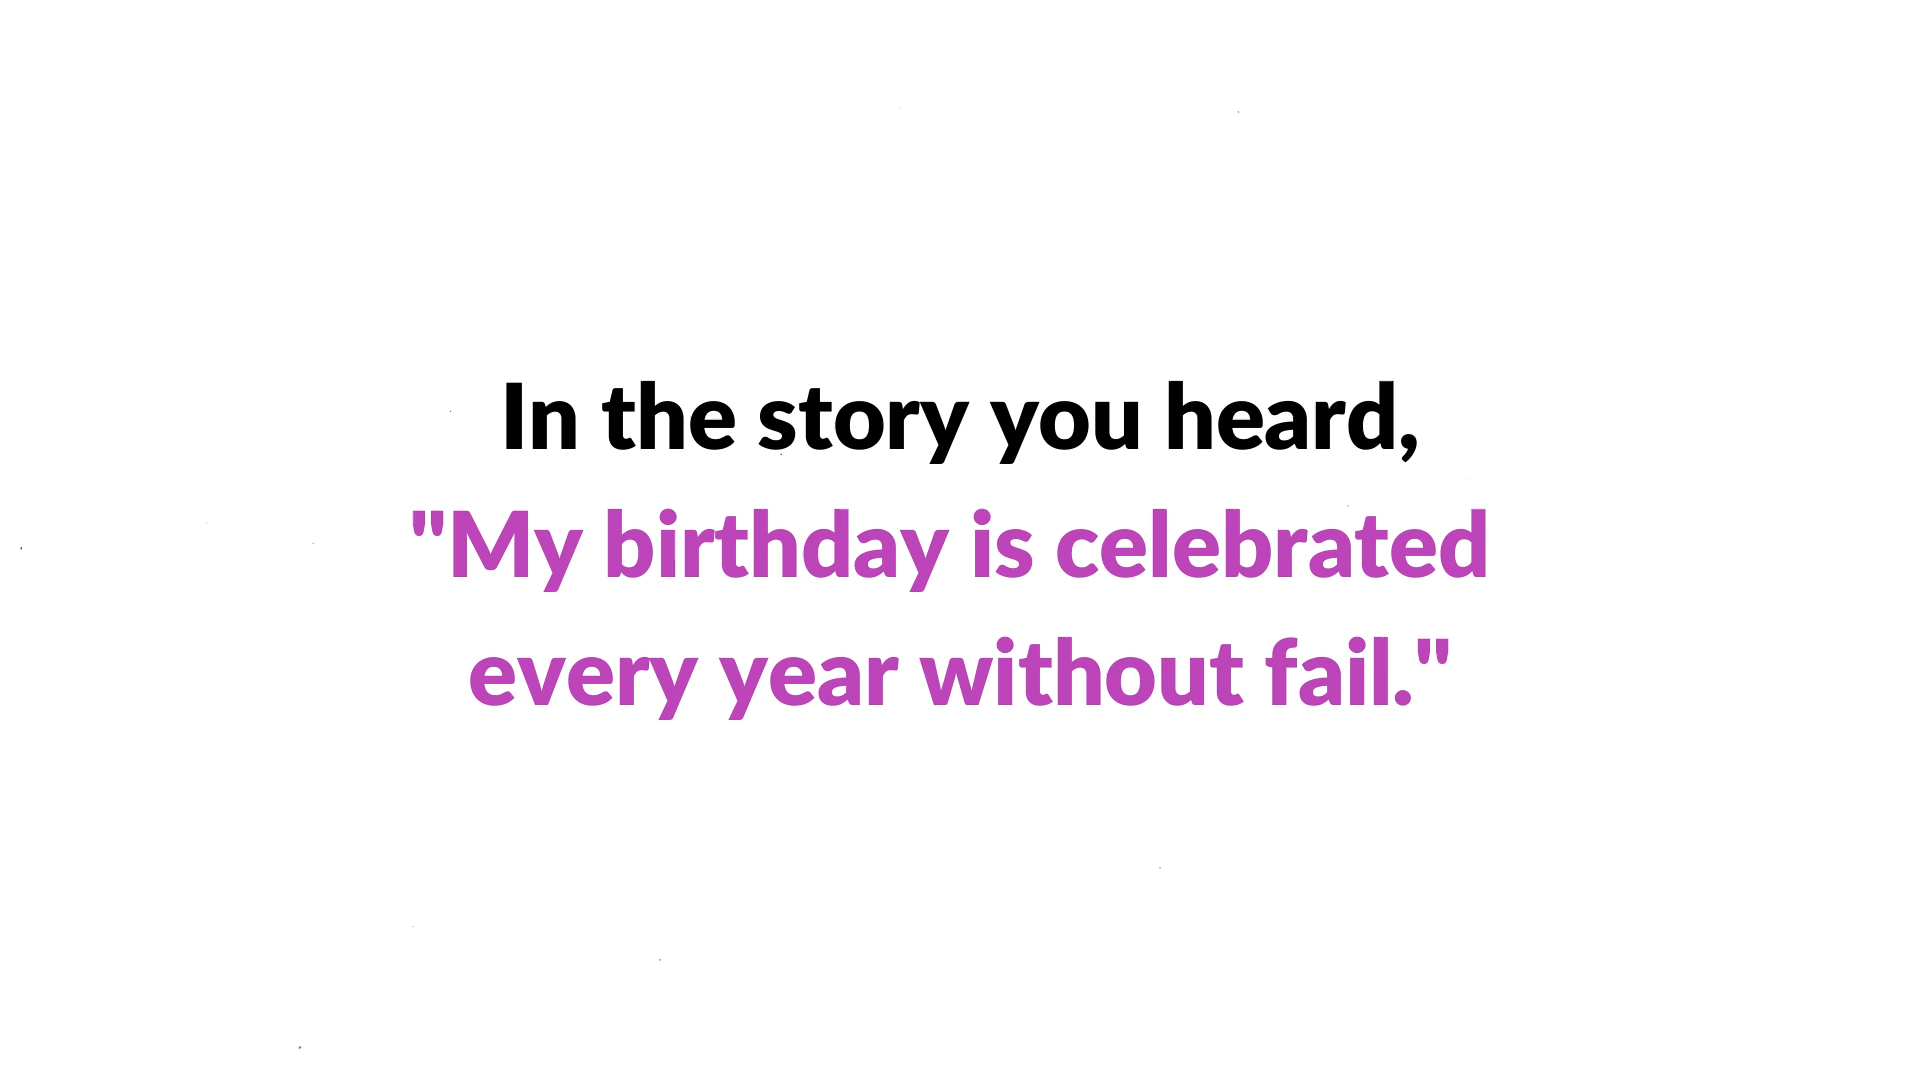 In the story you heard,
"My birthday is celebrated
every year without fail."